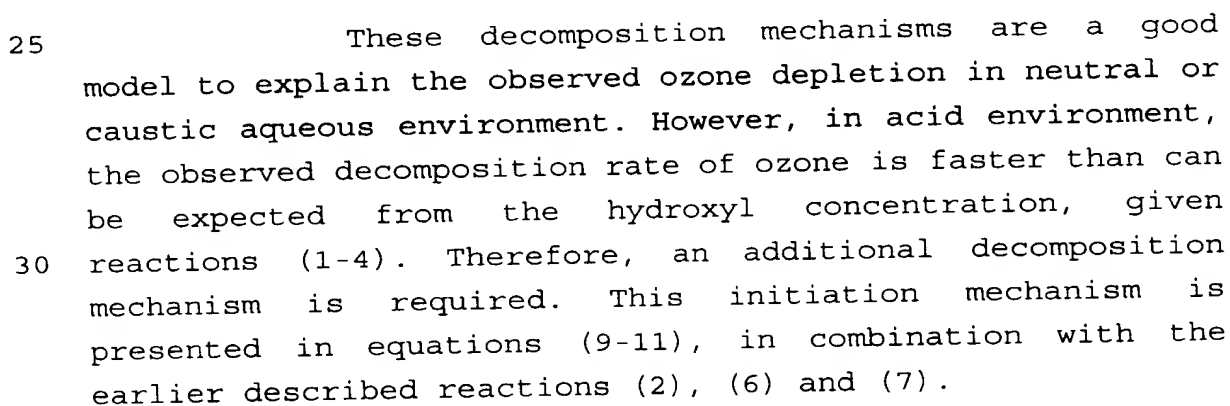 25 These decomposition mechanisms are a good
model to explain the observed ozone depletion in neutral or
caustic aqueous environment. However, in acid environment,
the observed decomposition rate of ozone is faster than can
be expected from the hydroxyl concentration, given
30 reactions (1-4). Therefore, an additional decomposition
mechanism is required. This initiation mechanism is
presented in equations (9-11), in combination with the
earlier described reactions (2), (6) and (7).